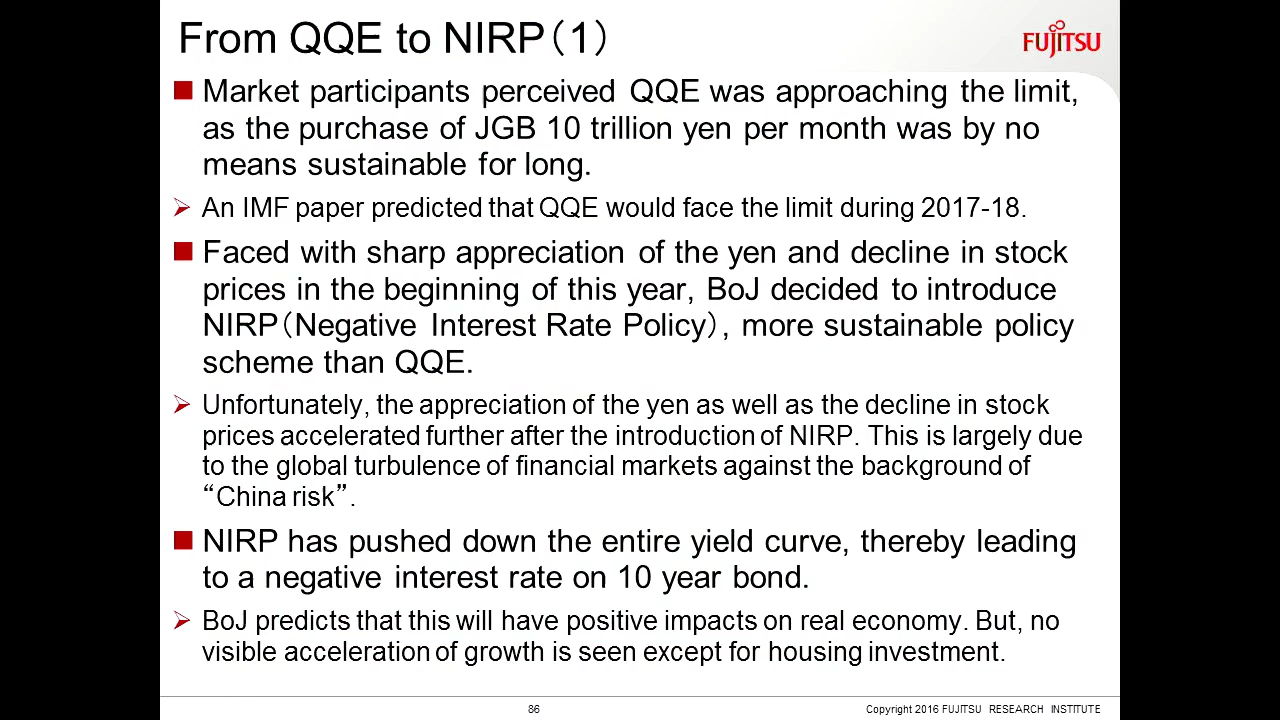 From QQE to NIRP（1）
FUJITSU
Market participants perceived QQE was approaching the limit,
as the purchase of JGB 10 trillion yen per month was by no
means sustainable for long.
An IMF paper predicted that QQE would face the limit during 2017-18.
Faced with sharp appreciation of the yen and decline in stock
prices in the beginning of this year, BoJ decided to introduce
NIRP（Negative Interest Rate Policy）, more sustainable policy
scheme than QQE.
Unfortunately, the appreciation of the yen as well as the decline in stock
prices accelerated further after the introduction of NIRP. This is largely due
to the global turbulence of financial markets against the background of
“China risk”.
NIRP has pushed down the entire yield curve, thereby leading
to a negative interest rate on 10 year bond.
BoJ predicts that this will have positive impacts on real economy. But, no
visible acceleration of growth is seen except for housing investment.
86
Copyright 2016 FUJITSU RESEARCH INSTITUTE